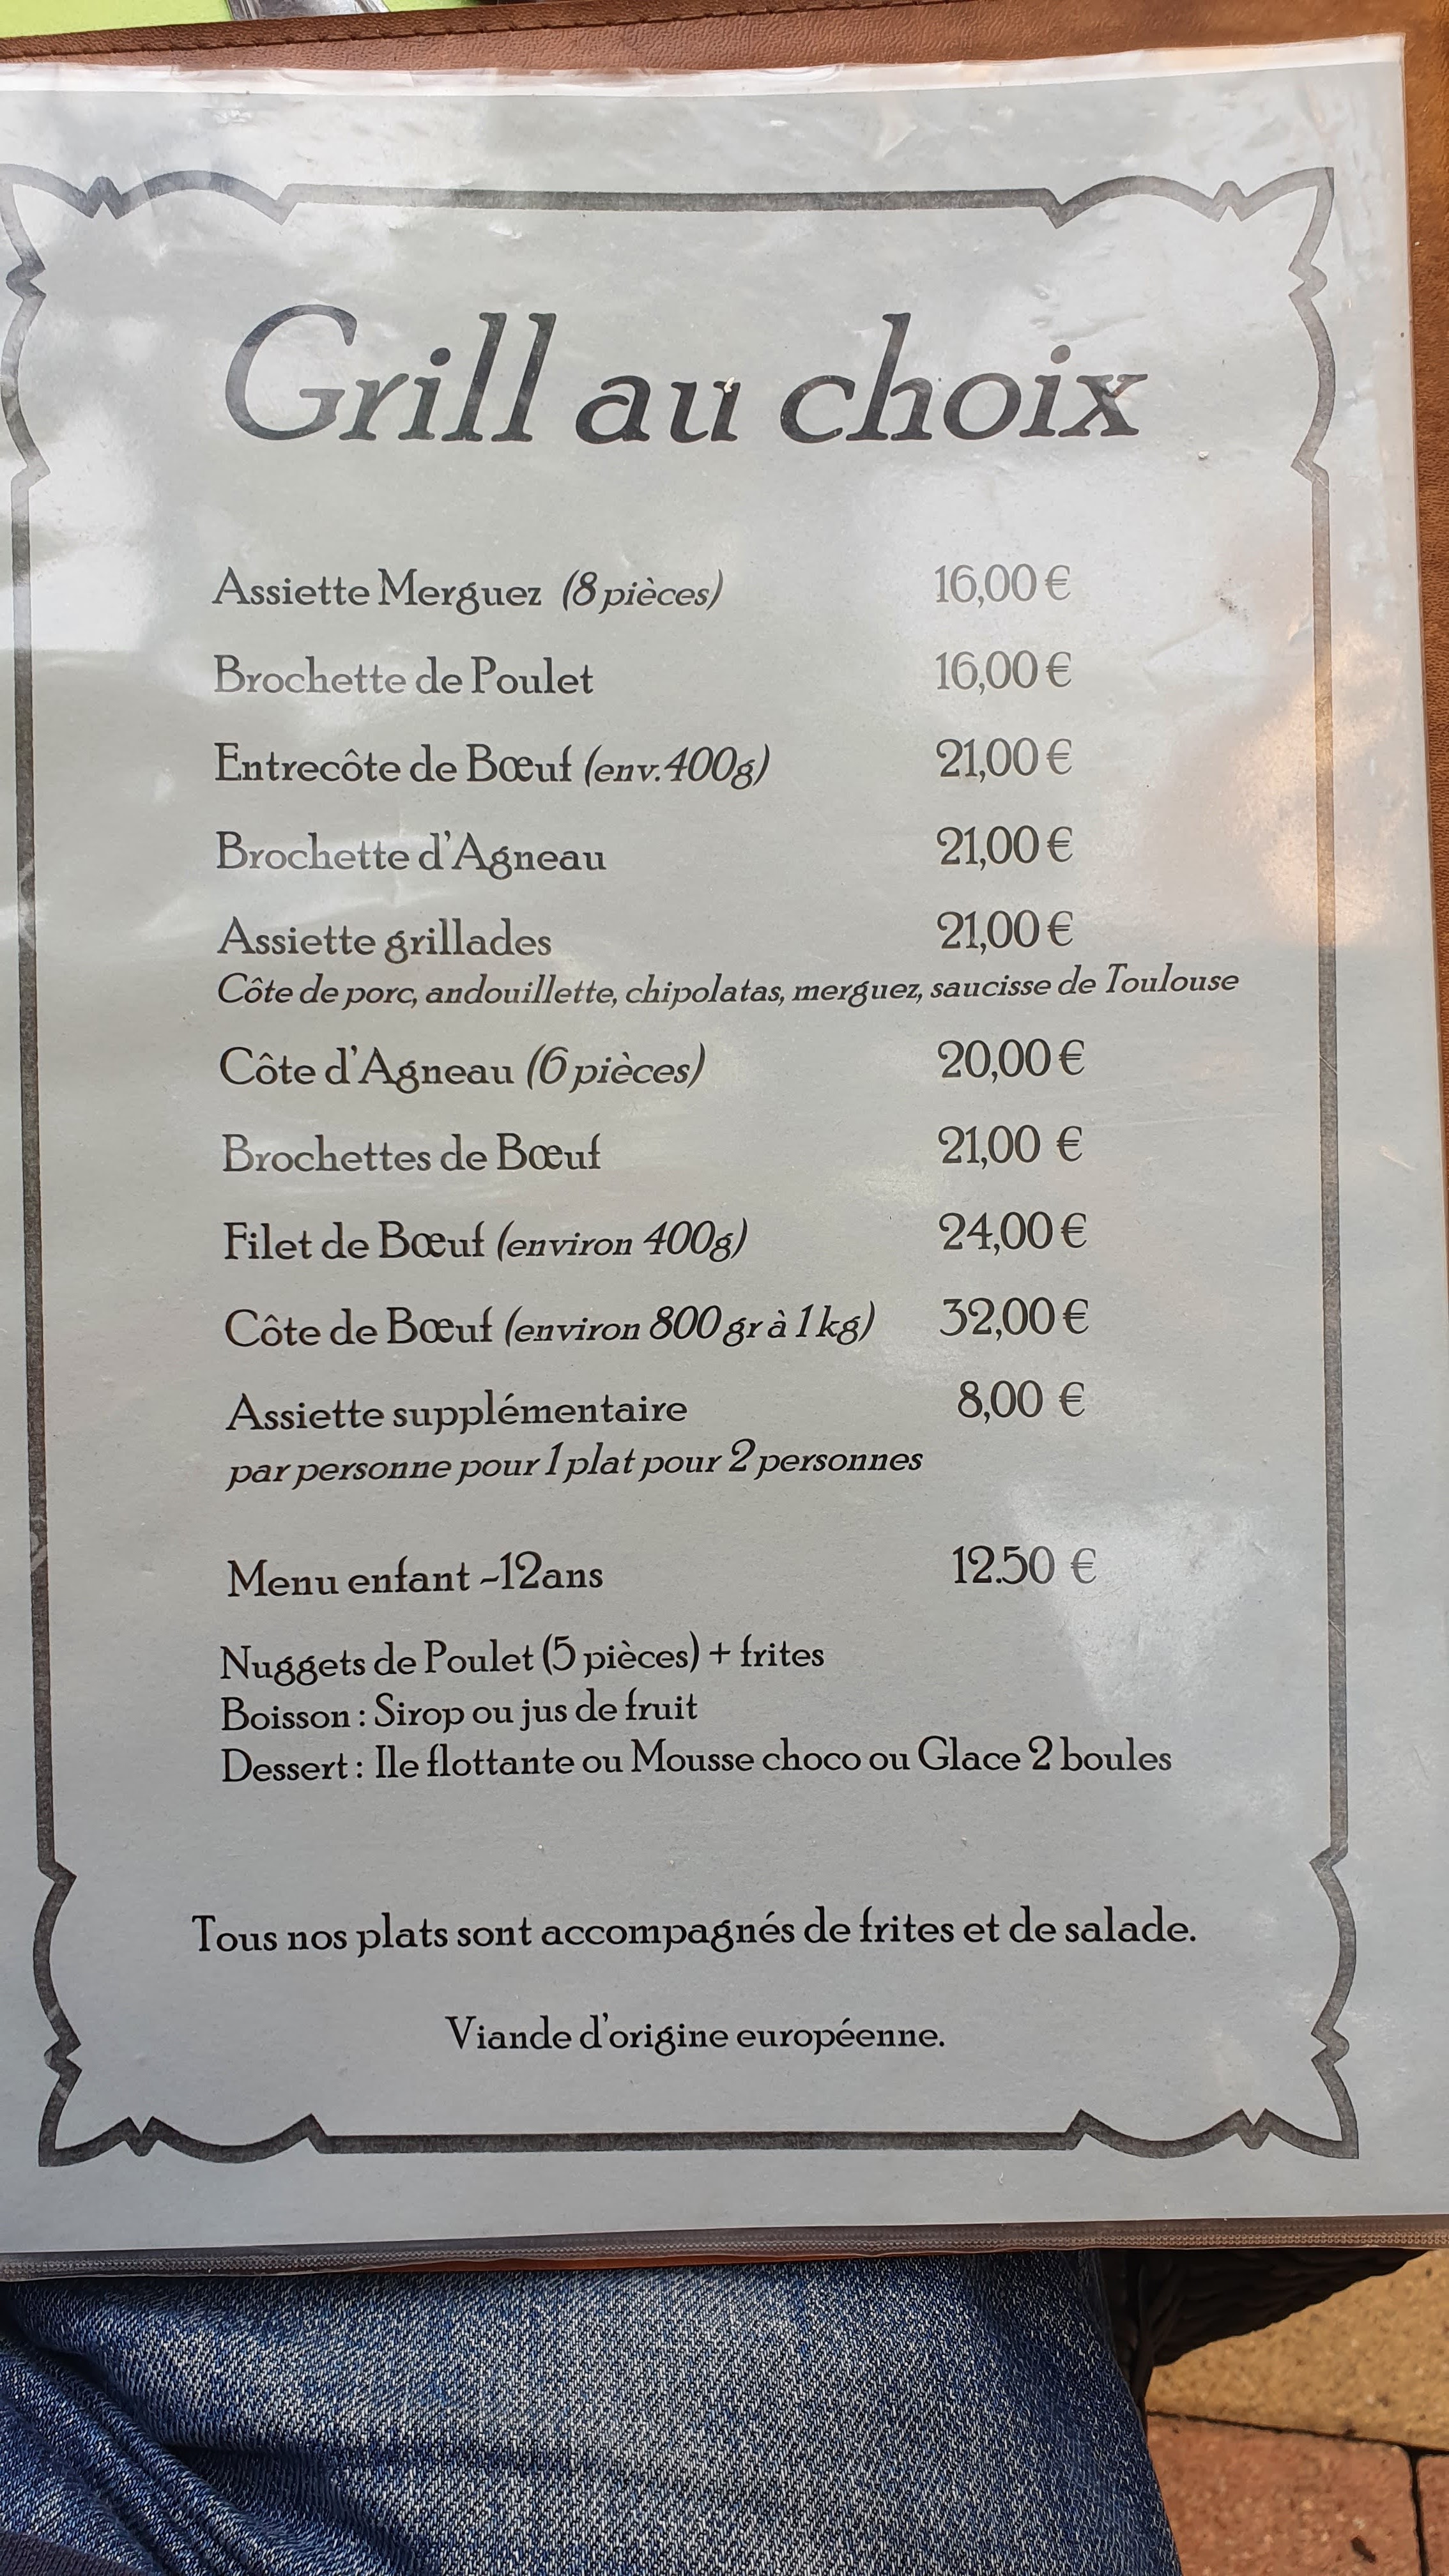 Grill au choix
Assiette Merguez (8 pièces) 16,00 €
Brochette de Poulet 16,00 €
Entrecôte de Bœuf (env. 400g) 21,00 €
Brochette d'Agneau 21,00 €
Assiette grillades 21,00 €
Côte de porc, andouillette, chipolatas, merguez, saucisse de Toulouse
Côte d'Agneau (6 pièces) 20,00 €
Brochettes de Bœuf 21,00 €
Filet de Bœuf (environ 400g) 24,00 €
Côte de Bœuf (environ 800 gr à 1 kg) 32,00 €
Assiette supplémentaire 8,00 €
par personne pour 1 plat pour 2 personnes
Menu enfant -12ans 12.50 €
Nuggets de Poulet (5 pièces) + frites
Boisson : Sirop ou jus de fruit
Dessert : Ile flottante ou Mousse choco ou Glace 2 boules
Tous nos plats sont accompagnés de frites et de salade.
Viande d'origine européenne.